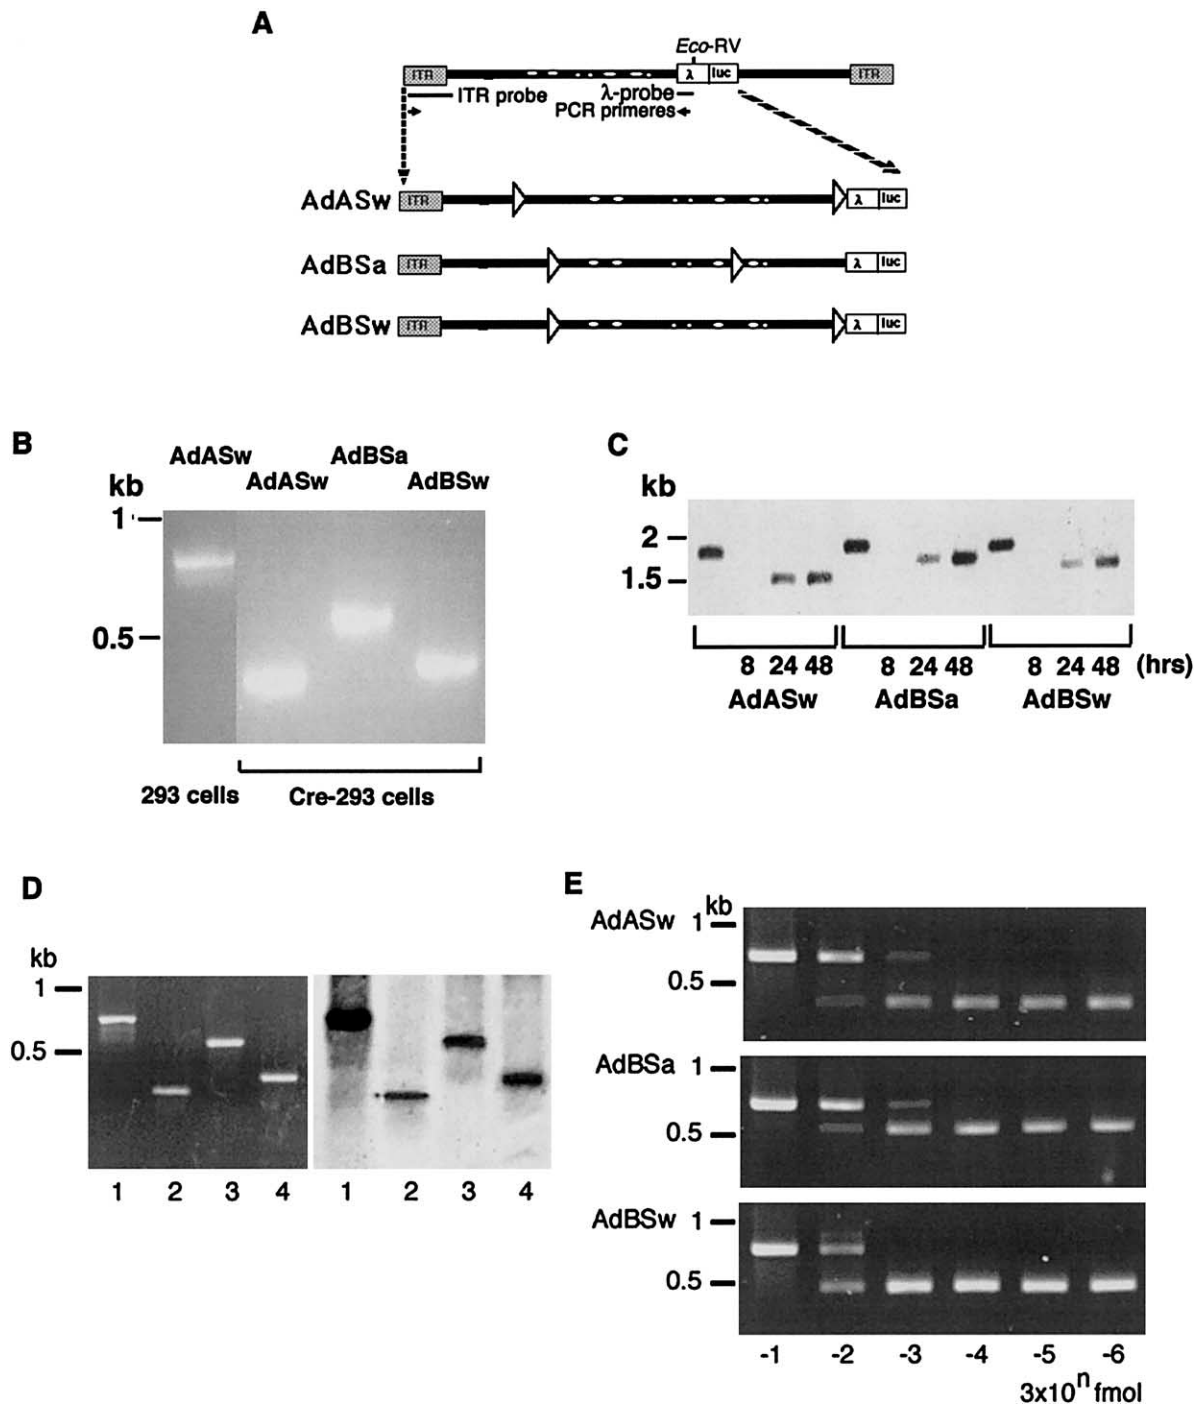 A
Eco-RV
ITR λ luc ITR
ITR probe λ-probe
PCR primeres
AdASw ITR λ luc
AdBSa ITR λ luc
AdBSw ITR λ luc
B
AdASw AdBSa
AdASw AdBSw
kb
1
0.5
293 cells Cre-293 cells
C
kb
2
1.5
8 24 48 8 24 48 8 24 48 (hrs)
AdASw AdBSa AdBSw
D
kb
1
0.5
1 2 3 4 1 2 3 4
E
kb
AdASw 1
0.5
AdBSa 1
0.5
AdBSw 1
0.5
-1 -2 -3 -4 -5 -6
3x10ⁿ fmol